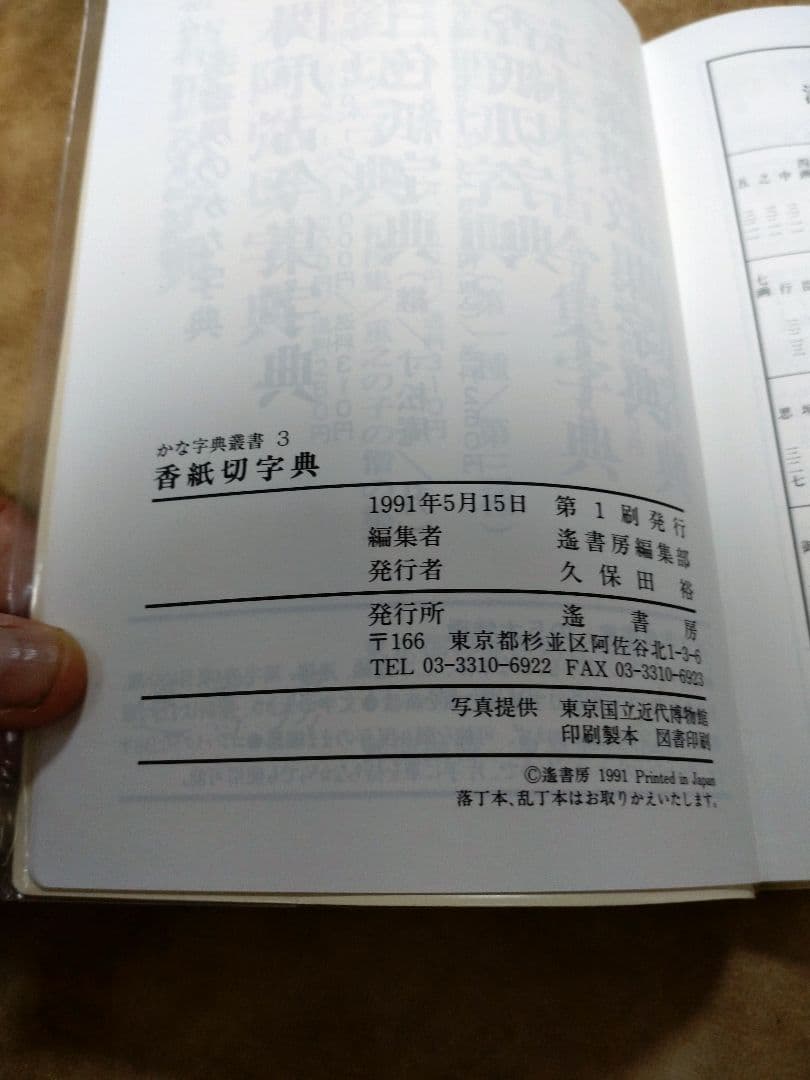 かな字典叢書 3
香紙切字典
1991年5月15日 第1刷発行
編集者 遙書房編集部
発行者 久保田 裕
発行所 遙書房
〒166 東京都杉並区阿佐谷北1-3-6
TEL 03-3310-6922 FAX 03-3310-6923
写真提供 東京国立近代博物館
印刷製本 図書印刷
©遙書房 1991 Printed in Japan
落丁本、乱丁本はお取りかえいたします。